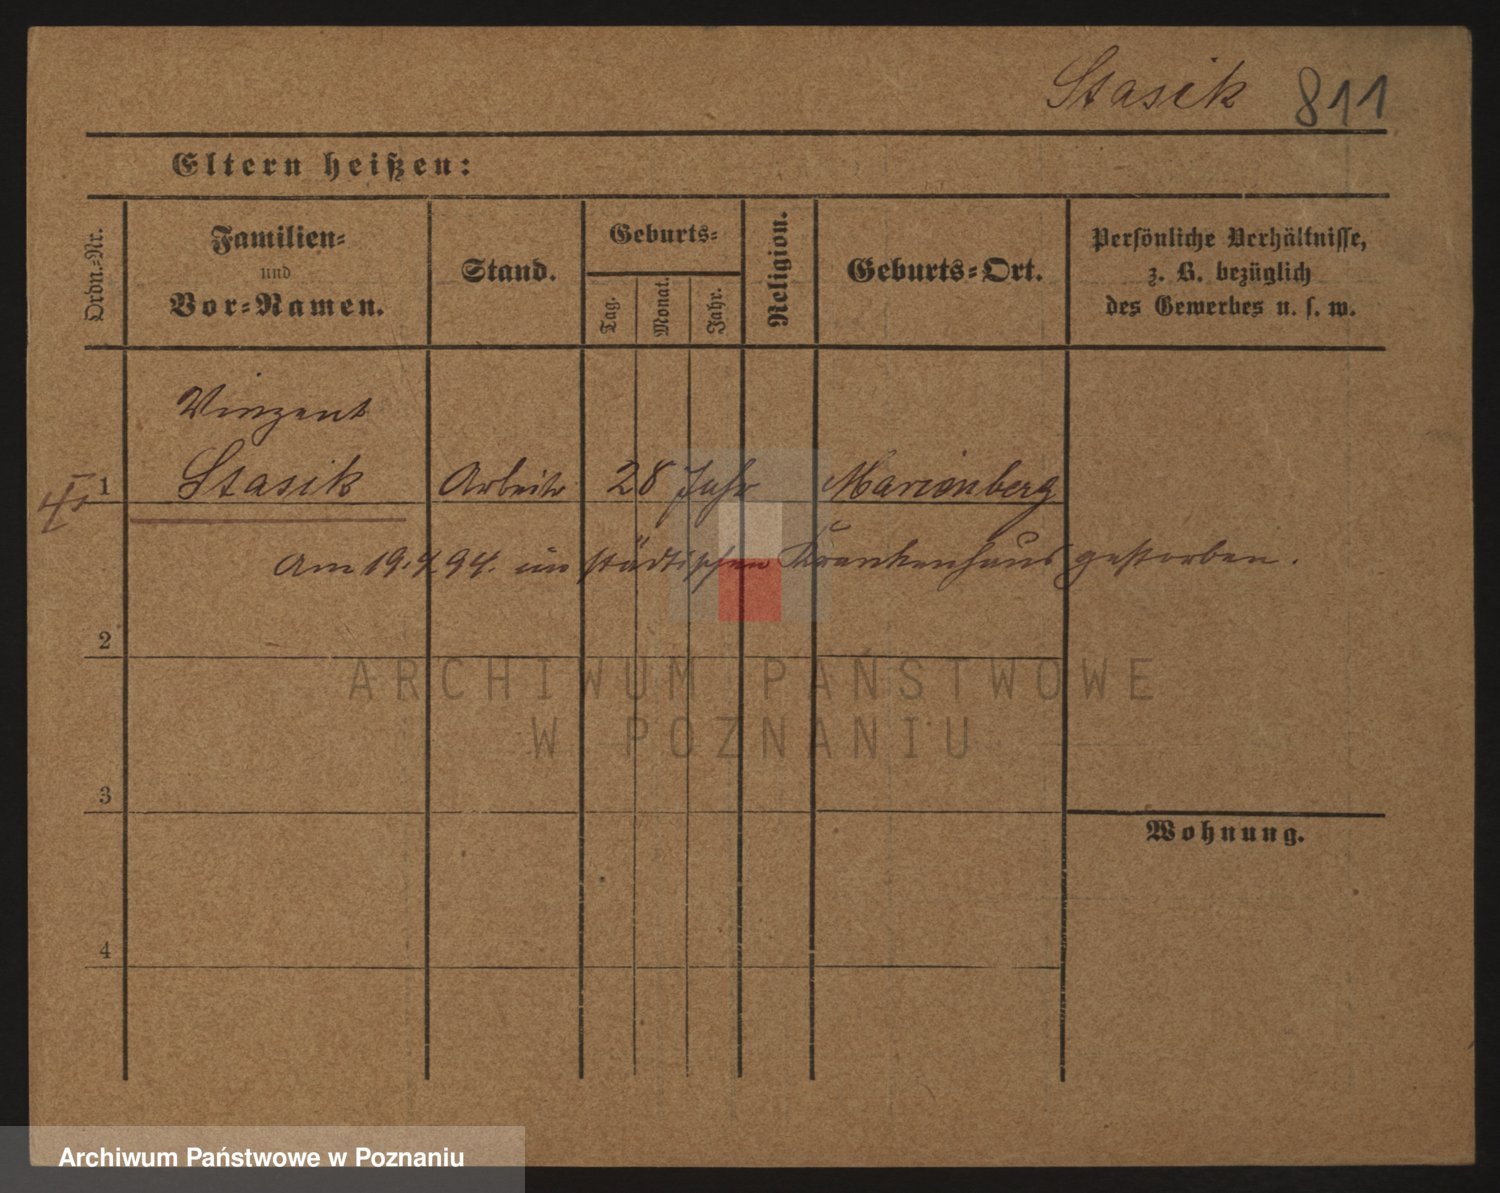 Stasik 811
Eltern heißen:
Ordn.-Nr.
Familien-
und
Vor-Namen.
Stand.
Geburts-
Tag.
Monat.
Jahr.
Religion.
Geburts-Ort.
Persönliche Verhältnisse,
z. B. bezüglich
des Gewerbes u. s. w.
Vinzent
1 Stasik Arbeiter 28 Jahr Marienberg
Am 19.4.94. im städtischen Krankenhaus gestorben.
2
ARCHIWUM PAŃSTWOWE
W POZNANIU
3
Wohnung.
4
Archiwum Państwowe w Poznaniu